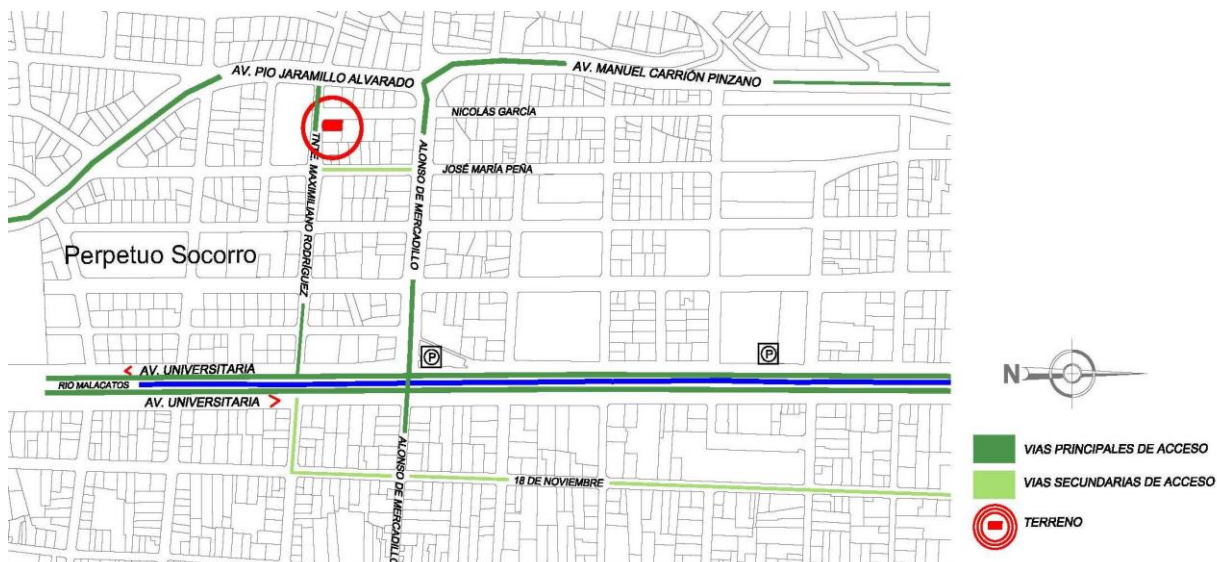 AV. PIO JARAMILLO ALVARADO
AV. MANUEL CARRIÓN PINZANO
NICOLÁS GARCÍA
TNTE. MAXIMILIANO RODRÍGUEZ
ALONSO DE MERCADILLO
JOSÉ MARÍA PEÑA
Perpetuo Socorro
P
P
AV. UNIVERSITARIA
RIO MALACATOS
AV. UNIVERSITARIA
ALONSO DE MERCADILLO
18 DE NOVIEMBRE
N
VIAS PRINCIPALES DE ACCESO
VIAS SECUNDARIAS DE ACCESO
TERRENO